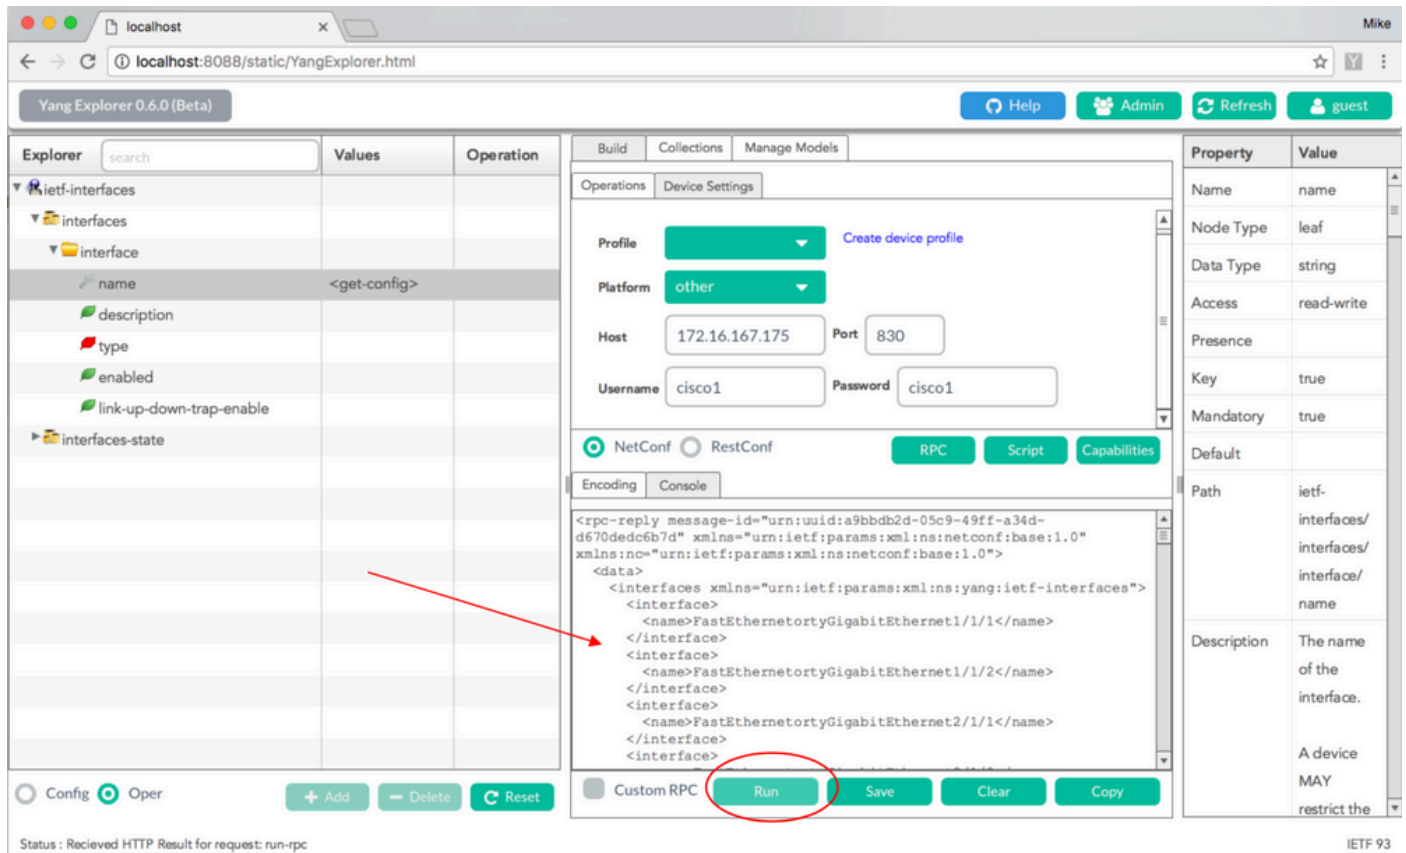 localhost
Mike
localhost:8088/static/YangExplorer.html
Y
Yang Explorer 0.6.0 (Beta)
Help
Admin
Refresh
guest
Explorer search Values Operation
ietf-interfaces
interfaces
interface
name <get-config>
description
type
enabled
link-up-down-trap-enable
interfaces-state
Config Oper
Add
Delete
Reset
Build Collections Manage Models
Operations Device Settings
Profile Create device profile
Platform other
Host 172.16.167.175 Port 830
Username cisco1 Password cisco1
NetConf RestConf RPC Script Capabilities
Encoding Console
<rpc-reply message-id="urn:uuid:a9bbdb2d-05c9-49ff-a34d-
d670dedc6b7d" xmlns="urn:ietf:params:xml:ns:netconf:base:1.0"
xmlns:nc="urn:ietf:params:xml:ns:netconf:base:1.0">
<data>
<interfaces xmlns="urn:ietf:params:xml:ns:yang:ietf-interfaces">
<interface>
<name>FastEthernetortyGigabitEthernet1/1/1</name>
</interface>
<interface>
<name>FastEthernetortyGigabitEthernet1/1/2</name>
</interface>
<interface>
<name>FastEthernetortyGigabitEthernet2/1/1</name>
</interface>
<interface>
Custom RPC Run Save Clear Copy
Property Value
Name name
Node Type leaf
Data Type string
Access read-write
Presence
Key true
Mandatory true
Default
Path ietf-
interfaces/
interfaces/
interface/
name
Description The name
of the
interface.
A device
MAY
restrict the
Status : Recieved HTTP Result for request: run-rpc
IETF 93